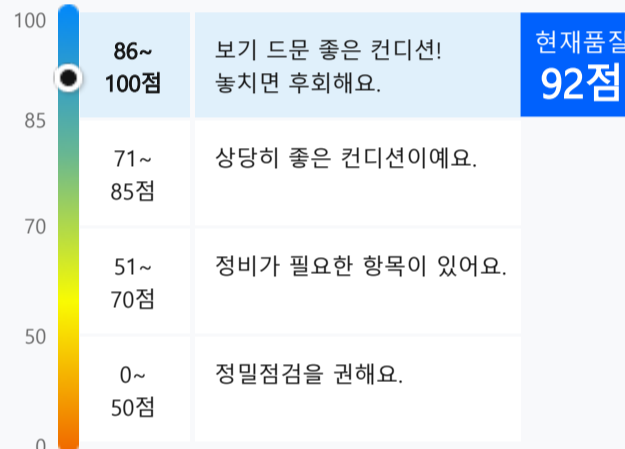 100
86~
100점
보기 드문 좋은 컨디션!
놓치면 후회해요.
현재품질
92점
85
71~
85점
상당히 좋은 컨디션이예요.
70
51~
70점
정비가 필요한 항목이 있어요.
50
0~
50점
정밀점검을 권해요.
0